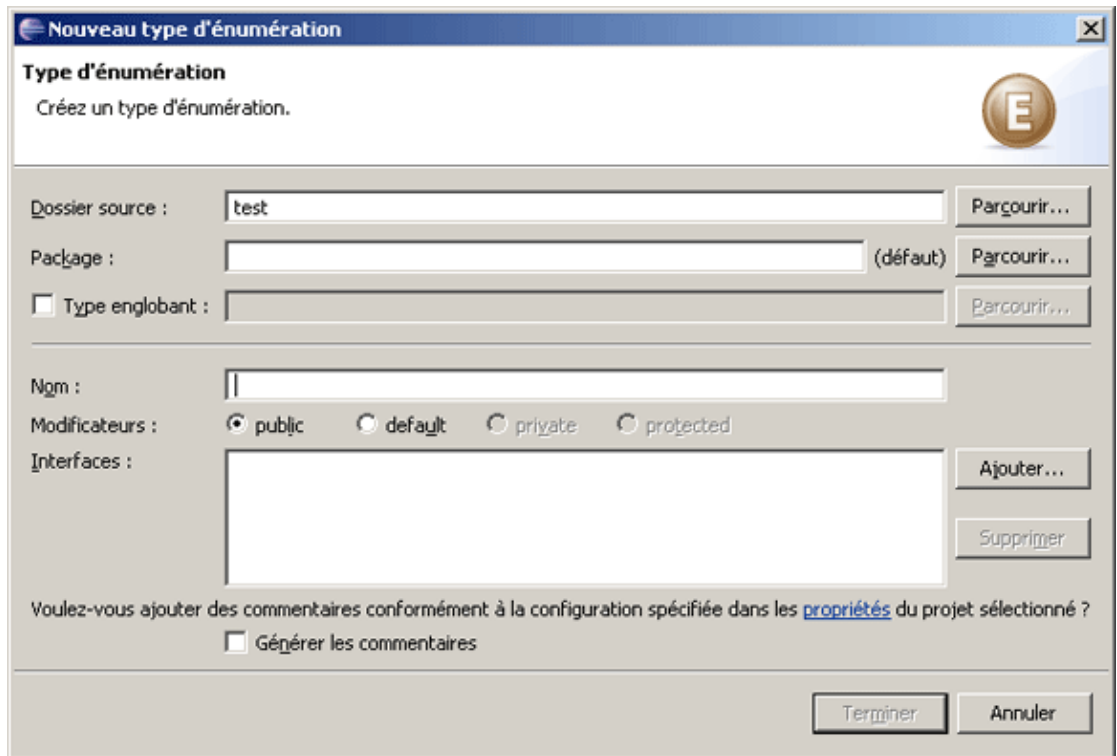 Nouveau type d'énumération
Type d'énumération
Créez un type d'énumération.
E
Dossier source : test Parcourir...
Package : (défaut) Parcourir...
Type englobant : Parcourir...
Nom :
Modificateurs : public default private protected
Interfaces : Ajouter...
Supprimer
Voulez-vous ajouter des commentaires conformément à la configuration spécifiée dans les propriétés du projet sélectionné ?
Générer les commentaires
Terminer Annuler